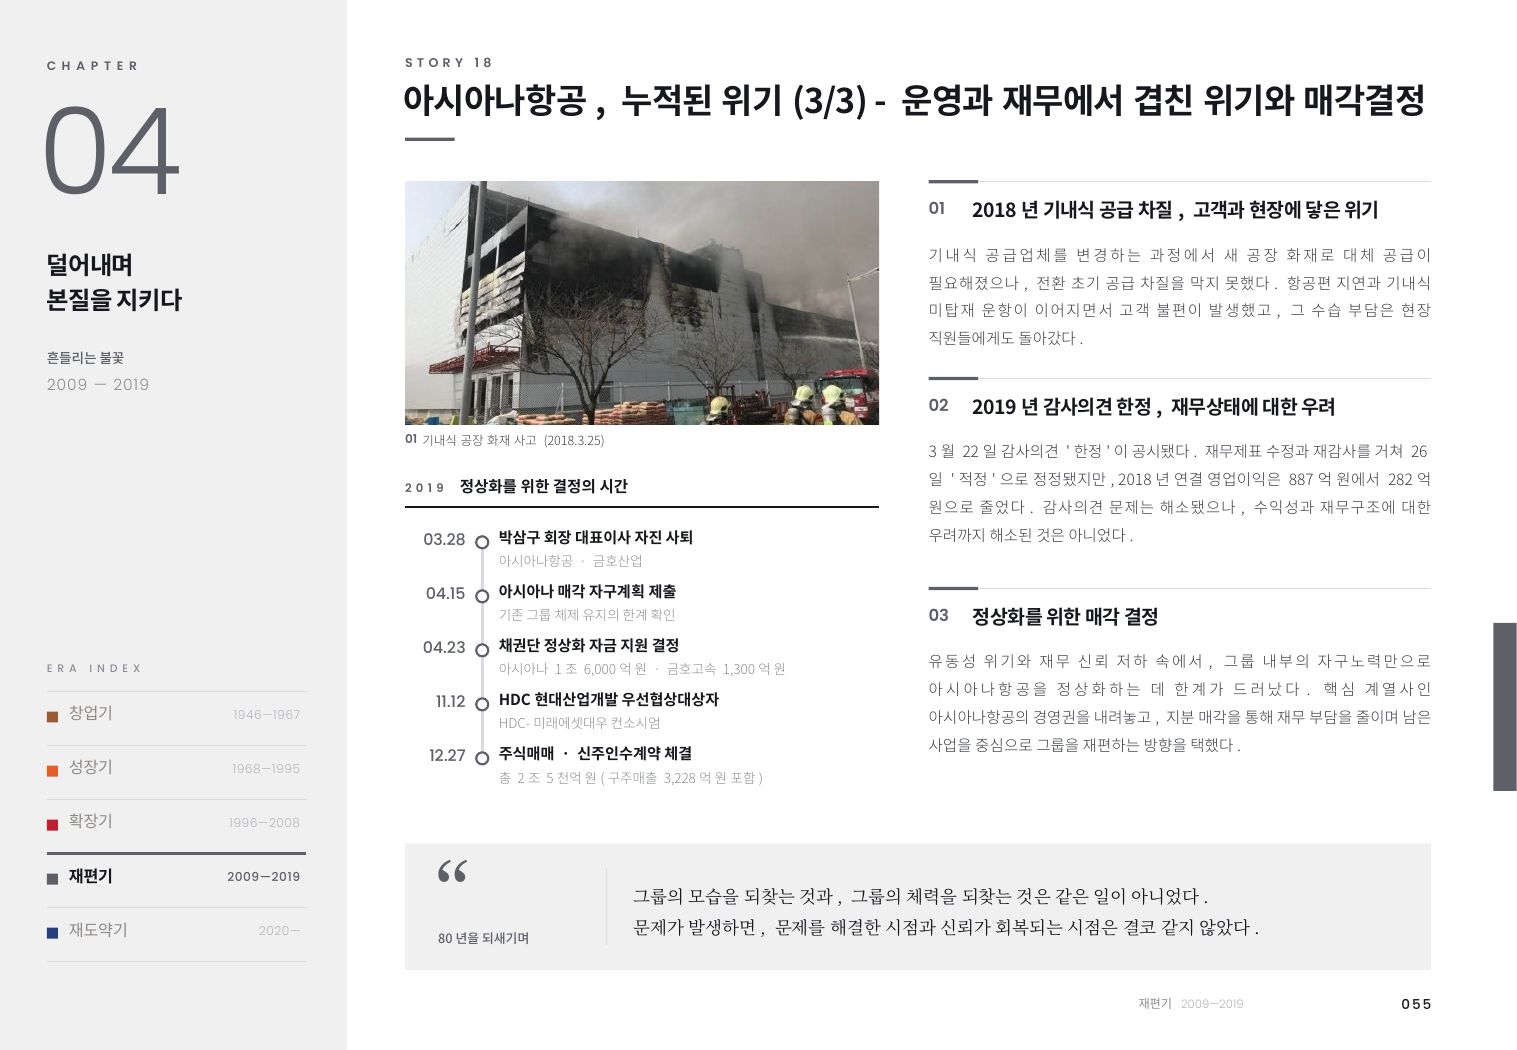 CHAPTER
04
덜어내며
본질을 지키다
흔들리는 불꽃
2009 — 2019
ERA INDEX
창업기 1946—1967
성장기 1968—1995
확장기 1996—2008
재편기 2009—2019
재도약기 2020—
STORY 18
아시아나항공 , 누적된 위기 (3/3) - 운영과 재무에서 겹친 위기와 매각결정
01 기내식 공장 화재 사고 (2018.3.25)
2019 정상화를 위한 결정의 시간
03.28 박삼구 회장 대표이사 자진 사퇴
아시아나항공 · 금호산업
04.15 아시아나 매각 자구계획 제출
기존 그룹 체제 유지의 한계 확인
04.23 채권단 정상화 자금 지원 결정
아시아나 1 조 6,000 억 원 · 금호고속 1,300 억 원
11.12 HDC 현대산업개발 우선협상대상자
HDC- 미래에셋대우 컨소시엄
12.27 주식매매 · 신주인수계약 체결
총 2 조 5 천억 원 ( 구주매출 3,228 억 원 포함 )
01 2018 년 기내식 공급 차질 , 고객과 현장에 닿은 위기
기내식 공급업체를 변경하는 과정에서 새 공장 화재로 대체 공급이
필요해졌으나 , 전환 초기 공급 차질을 막지 못했다 . 항공편 지연과 기내식
미탑재 운항이 이어지면서 고객 불편이 발생했고 , 그 수습 부담은 현장
직원들에게도 돌아갔다 .
02 2019 년 감사의견 한정 , 재무상태에 대한 우려
3 월 22 일 감사의견 ' 한정 ' 이 공시됐다 . 재무제표 수정과 재감사를 거쳐 26
일 ' 적정 ' 으로 정정됐지만 , 2018 년 연결 영업이익은 887 억 원에서 282 억
원으로 줄었다 . 감사의견 문제는 해소됐으나 , 수익성과 재무구조에 대한
우려까지 해소된 것은 아니었다 .
03 정상화를 위한 매각 결정
유동성 위기와 재무 신뢰 저하 속에서 , 그룹 내부의 자구노력만으로
아시아나항공을 정상화하는 데 한계가 드러났다 . 핵심 계열사인
아시아나항공의 경영권을 내려놓고 , 지분 매각을 통해 재무 부담을 줄이며 남은
사업을 중심으로 그룹을 재편하는 방향을 택했다 .
“
80 년을 되새기며
그룹의 모습을 되찾는 것과 , 그룹의 체력을 되찾는 것은 같은 일이 아니었다 .
문제가 발생하면 , 문제를 해결한 시점과 신뢰가 회복되는 시점은 결코 같지 않았다 .
재편기 2009—2019
055